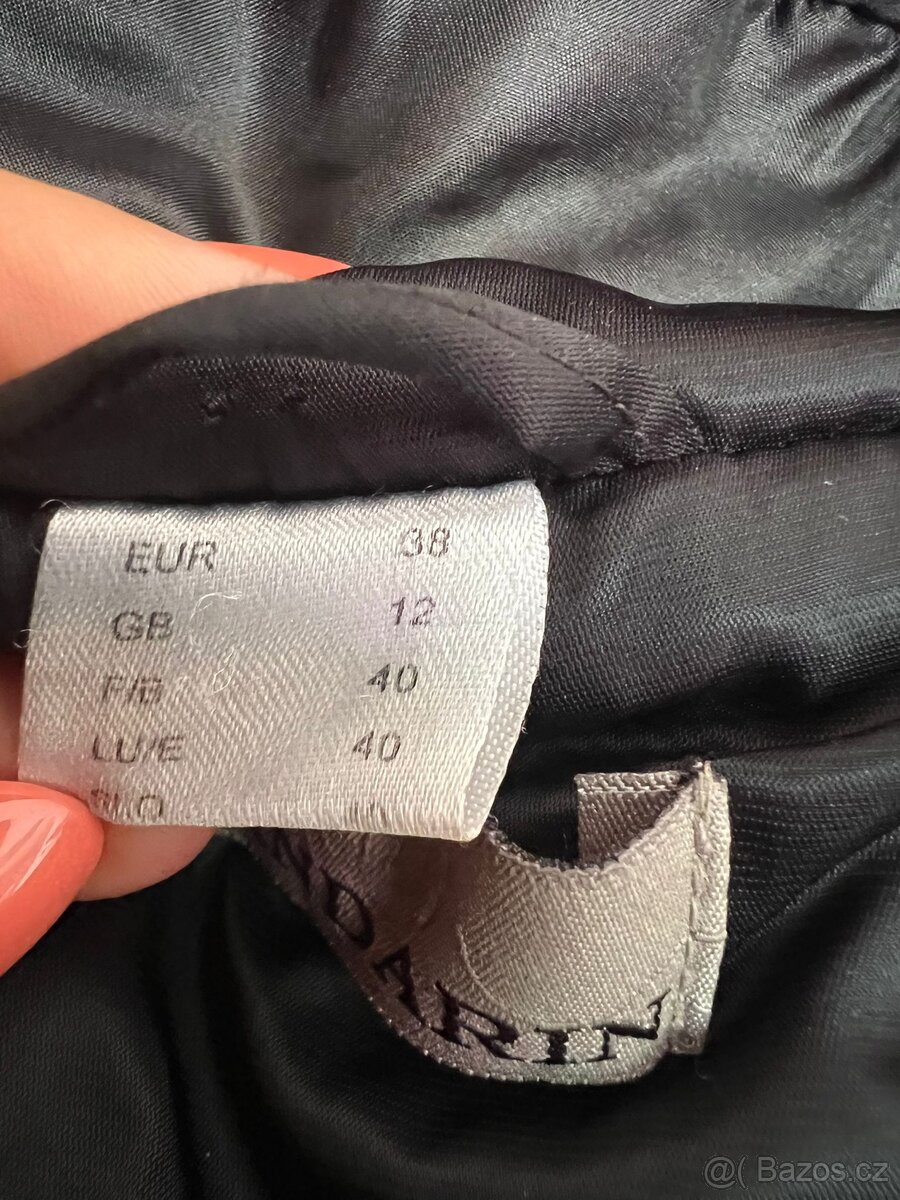 EUR 38
GB 12
F/B 40
LU/E 40
DARIN
@( Bazos.cz